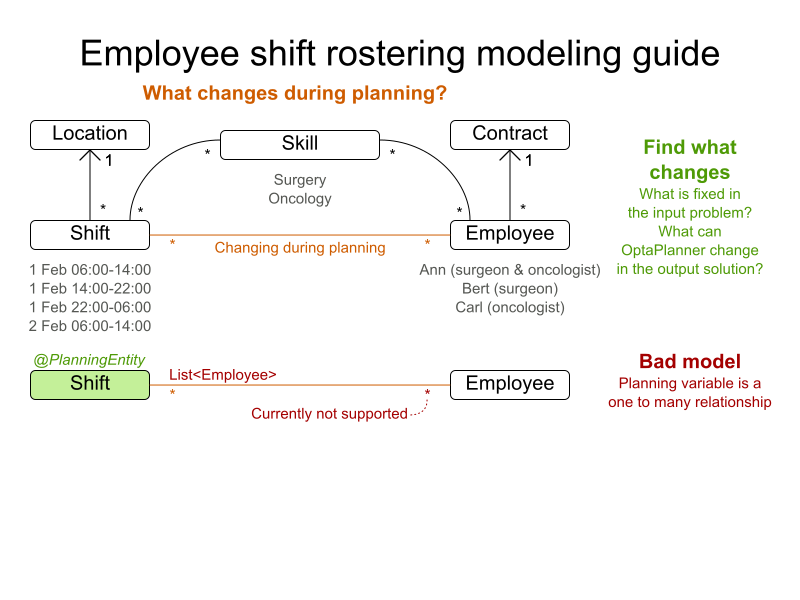 Employee shift rostering modeling guide
What changes during planning?
Location
Skill
Contract
1
*
*
1
Surgery
Oncology
*
*
*
*
Shift
Employee
*
Changing during planning
*
1 Feb 06:00-14:00
1 Feb 14:00-22:00
1 Feb 22:00-06:00
2 Feb 06:00-14:00
Ann (surgeon & oncologist)
Bert (surgeon)
Carl (oncologist)
Find what
changes
What is fixed in
the input problem?
What can
OptaPlanner change
in the output solution?
@PlanningEntity
Shift
List<Employee>
*
*
Employee
Currently not supported
Bad model
Planning variable is a
one to many relationship